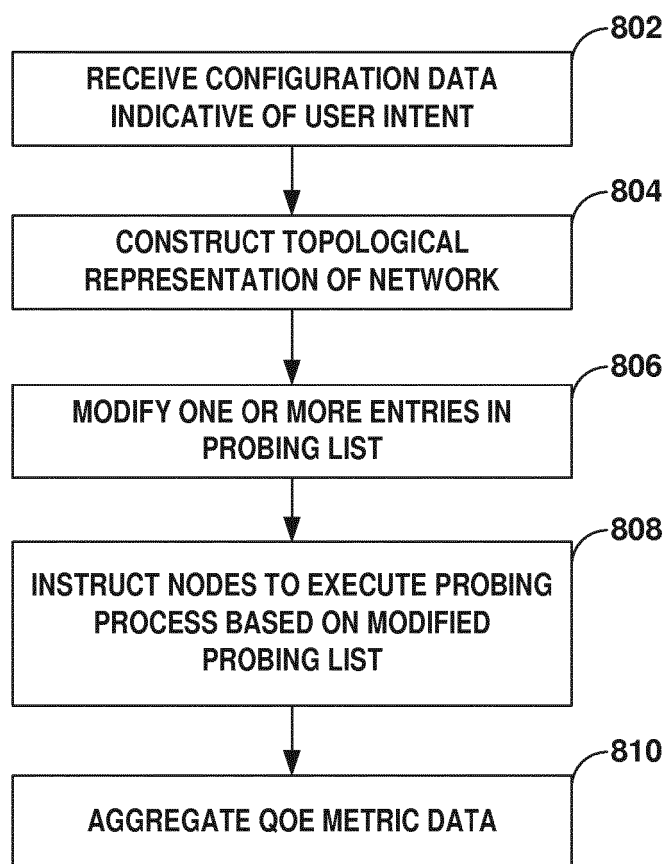 802
RECEIVE CONFIGURATION DATA
INDICATIVE OF USER INTENT
804
CONSTRUCT TOPOLOGICAL
REPRESENTATION OF NETWORK
806
MODIFY ONE OR MORE ENTRIES IN
PROBING LIST
808
INSTRUCT NODES TO EXECUTE PROBING
PROCESS BASED ON MODIFIED
PROBING LIST
810
AGGREGATE QOE METRIC DATA